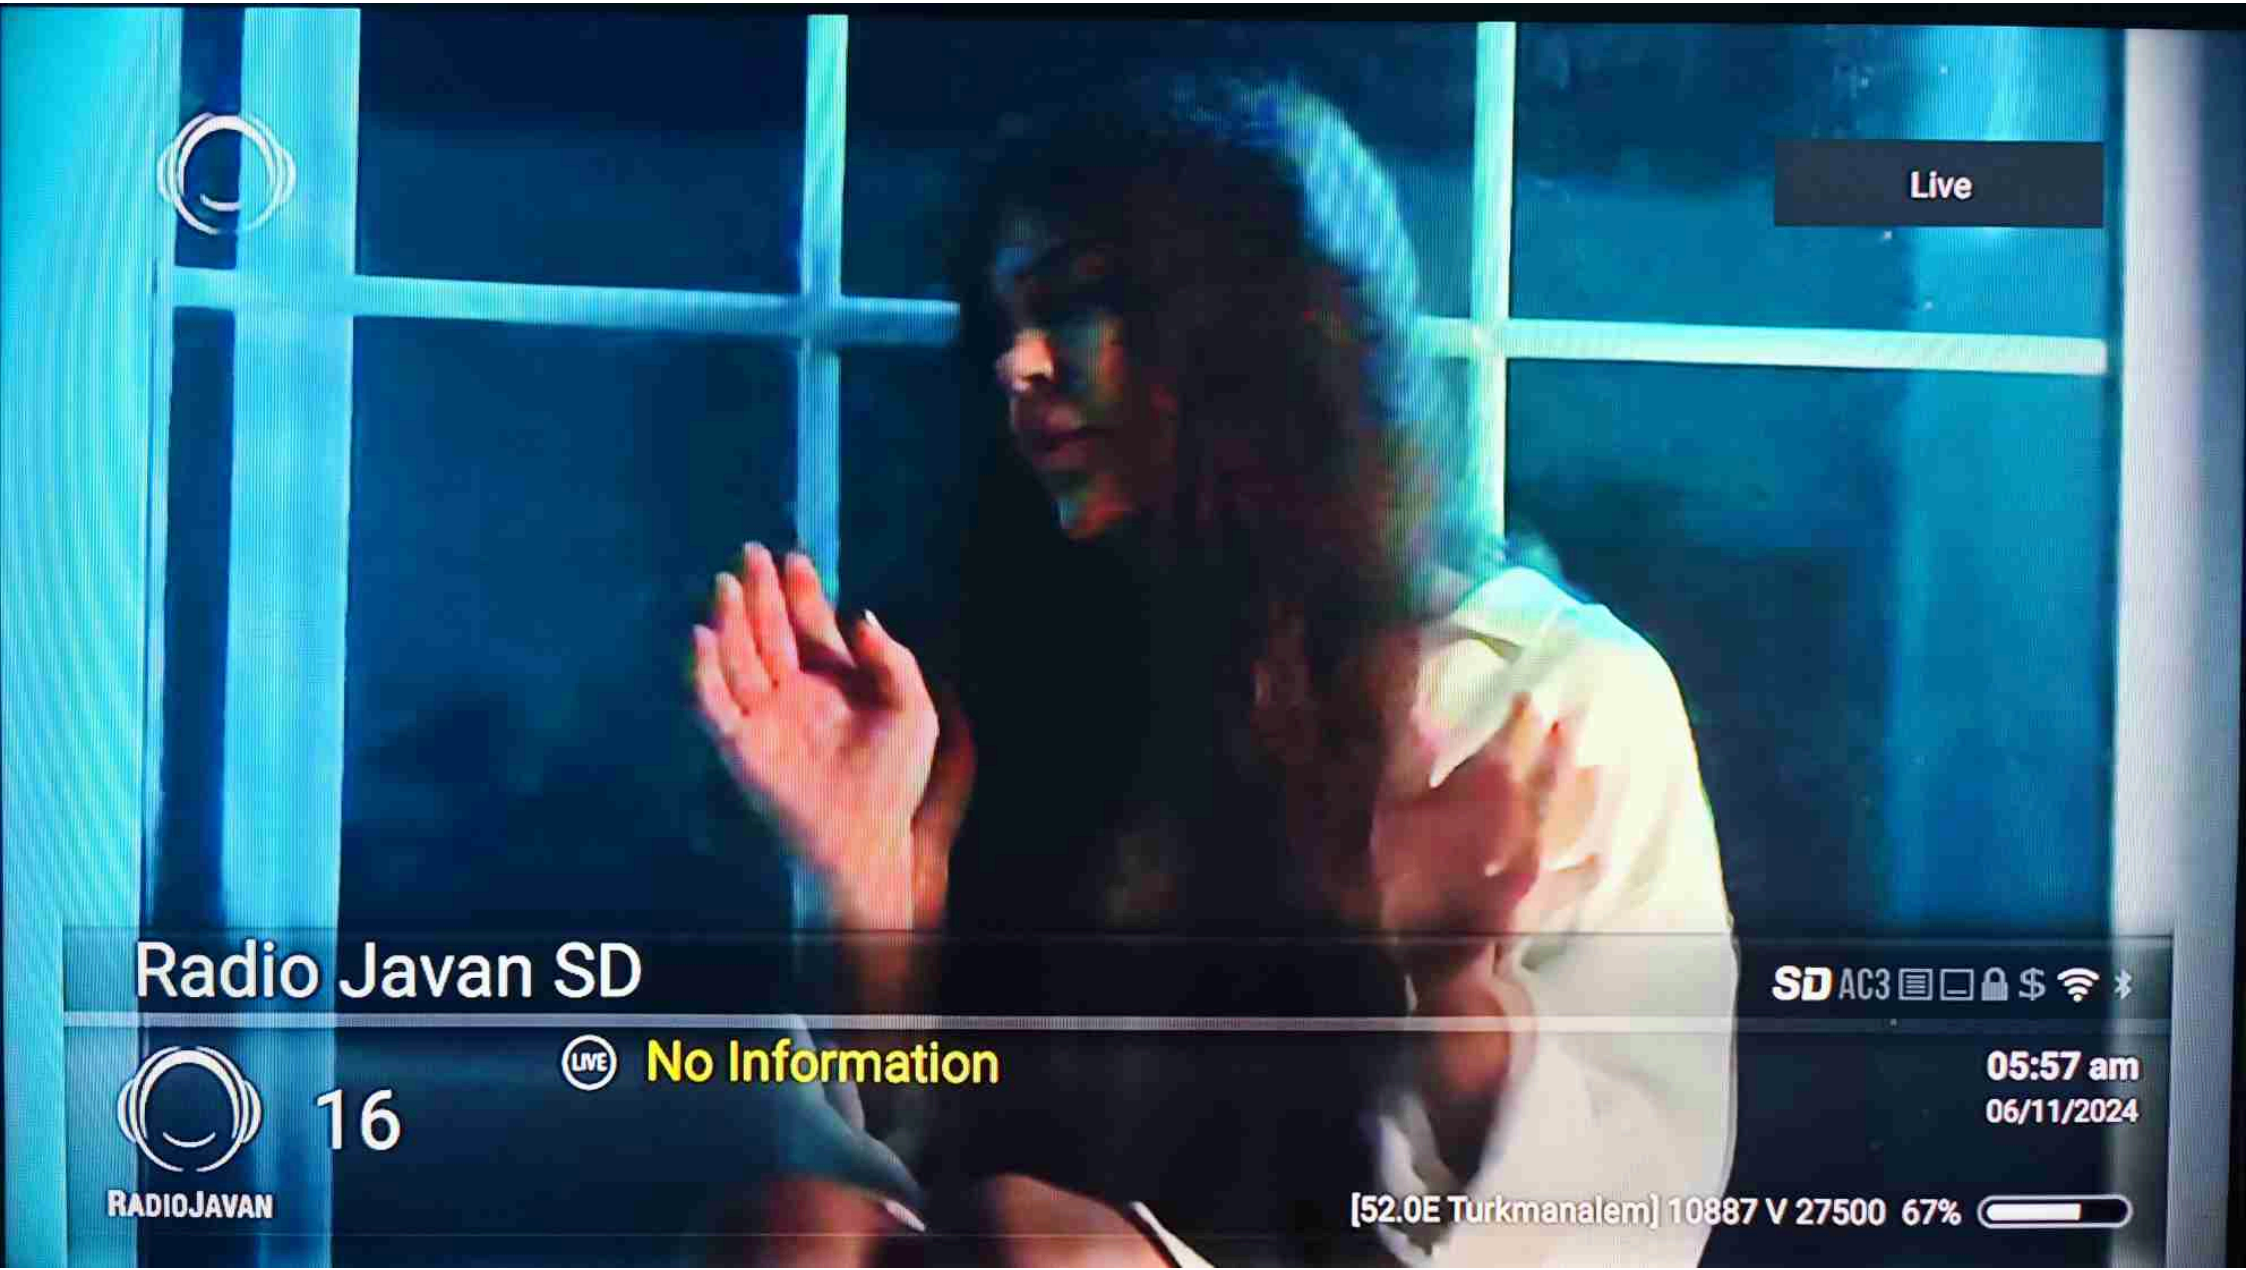 Live
Radio Javan SD
SD AC3 $
LIVE No Information
16
05:57 am
06/11/2024
RADIOJAVAN
[52.0E Turkmanalem] 10887 V 27500 67%